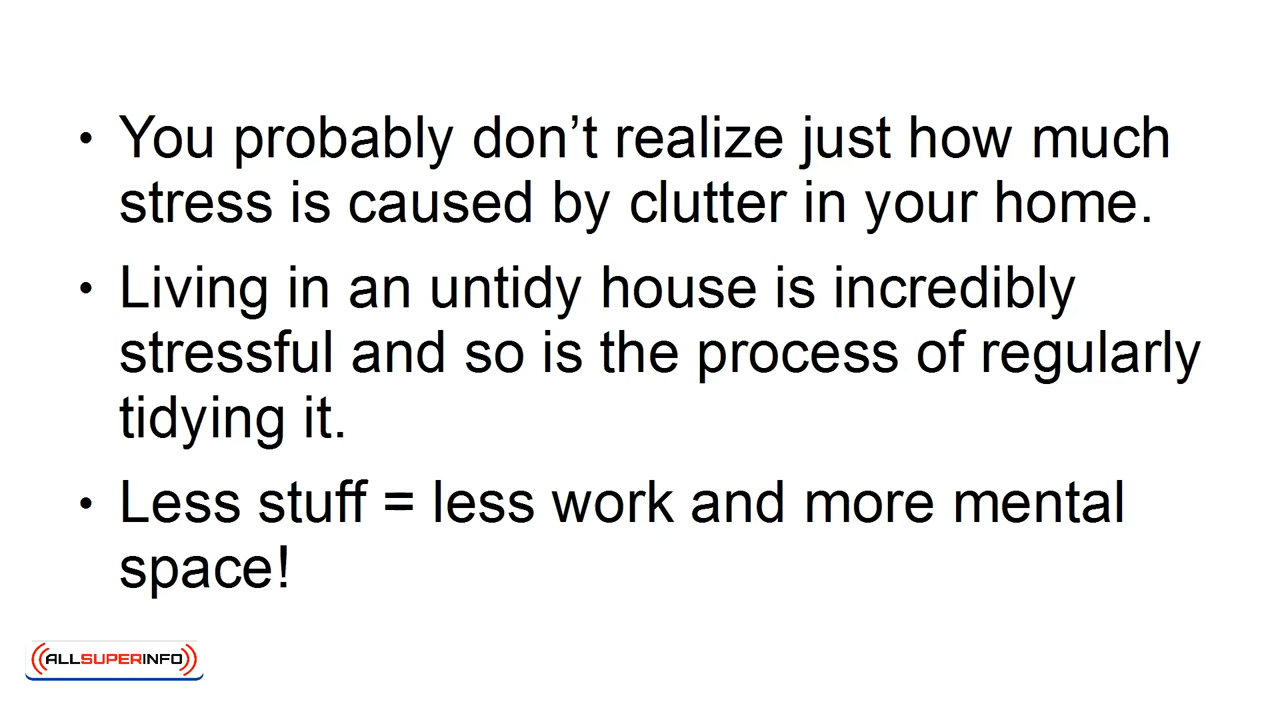 • You probably don’t realize just how much
stress is caused by clutter in your home.
• Living in an untidy house is incredibly
stressful and so is the process of regularly
tidying it.
• Less stuff = less work and more mental
space!
ALLSUPERINFO